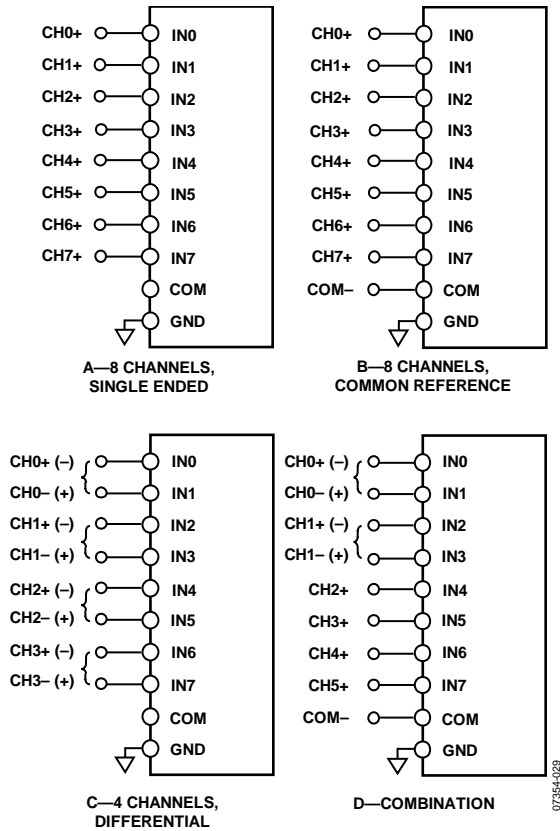 CH0+ IN0
CH1+ IN1
CH2+ IN2
CH3+ IN3
CH4+ IN4
CH5+ IN5
CH6+ IN6
CH7+ IN7
COM
GND
A—8 CHANNELS,
SINGLE ENDED
CH0+ IN0
CH1+ IN1
CH2+ IN2
CH3+ IN3
CH4+ IN4
CH5+ IN5
CH6+ IN6
CH7+ IN7
COM– COM
GND
B—8 CHANNELS,
COMMON REFERENCE
CH0+ (–) IN0
CH0– (+) IN1
CH1+ (–) IN2
CH1– (+) IN3
CH2+ (–) IN4
CH2– (+) IN5
CH3+ (–) IN6
CH3– (+) IN7
COM
GND
C—4 CHANNELS,
DIFFERENTIAL
CH0+ (–) IN0
CH0– (+) IN1
CH1+ (–) IN2
CH1– (+) IN3
CH2+ IN4
CH3+ IN5
CH4+ IN6
CH5+ IN7
COM– COM
GND
D—COMBINATION
07354-029